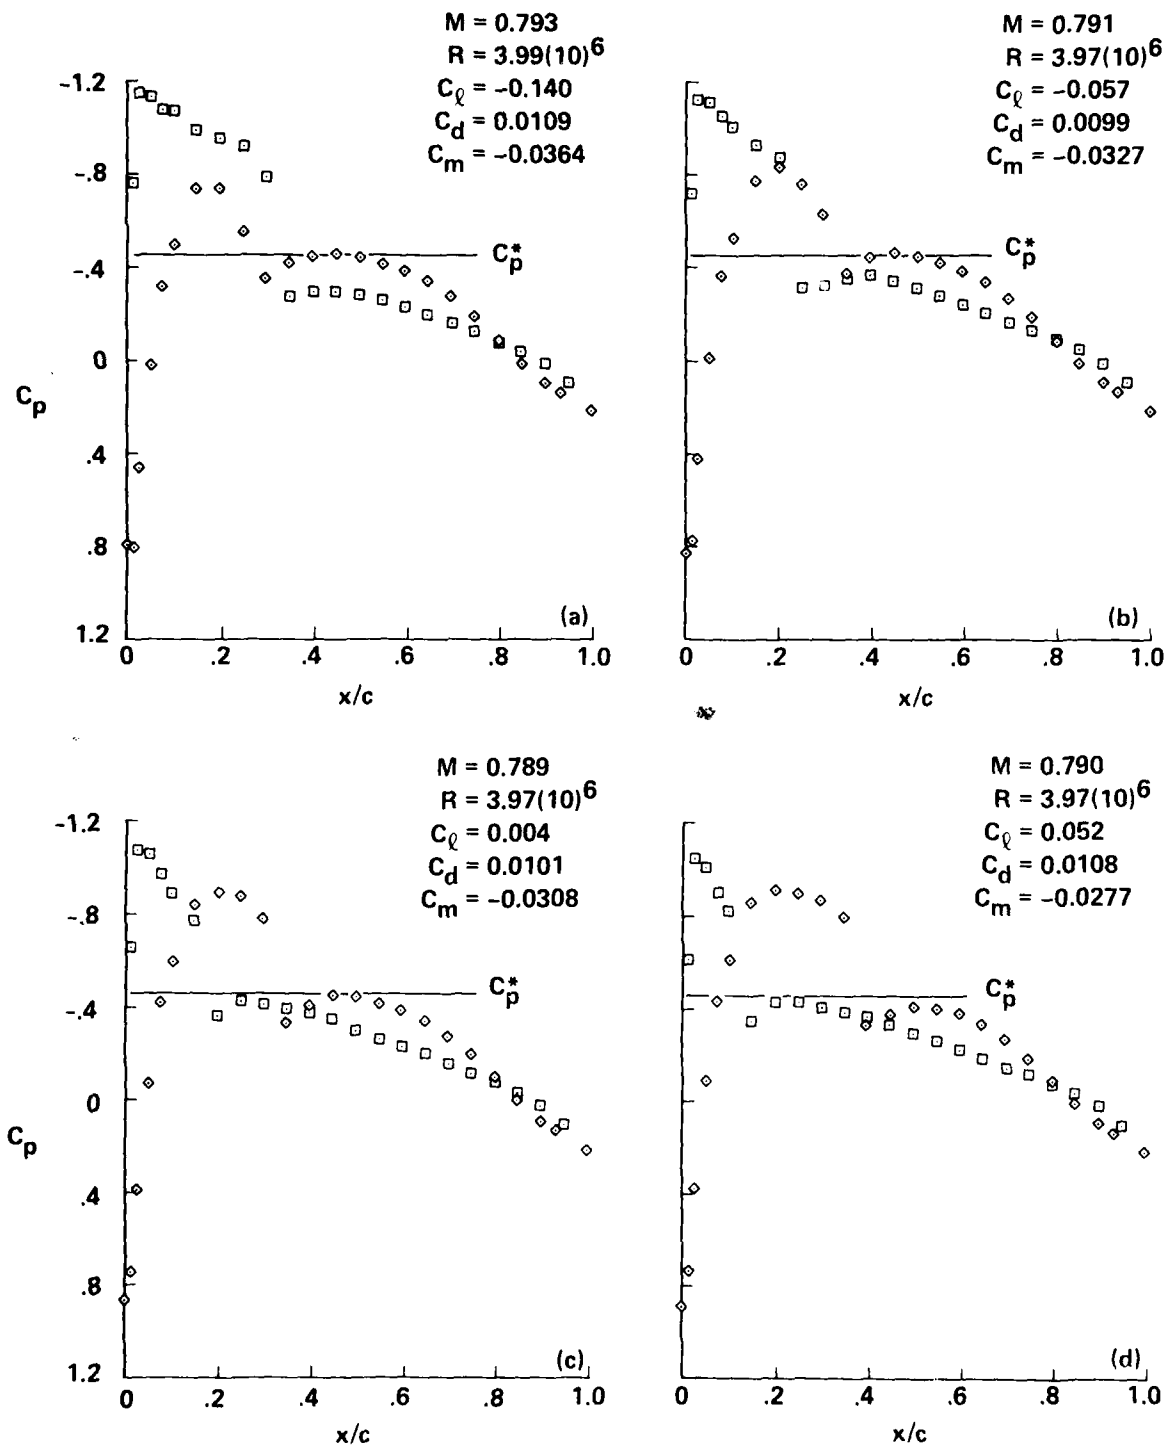 M = 0.793
R = 3.99(10)⁶
Cℓ = −0.140
Cd = 0.0109
Cm = −0.0364
−1.2
−.8
−.4
0
.4
.8
1.2
Cp
Cp*
(a)
0 .2 .4 .6 .8 1.0
x/c
M = 0.791
R = 3.97(10)⁶
Cℓ = −0.057
Cd = 0.0099
Cm = −0.0327
Cp*
(b)
0 .2 .4 .6 .8 1.0
x/c
M = 0.789
R = 3.97(10)⁶
Cℓ = 0.004
Cd = 0.0101
Cm = −0.0308
−1.2
−.8
−.4
0
.4
.8
1.2
Cp
Cp*
(c)
0 .2 .4 .6 .8 1.0
x/c
M = 0.790
R = 3.97(10)⁶
Cℓ = 0.052
Cd = 0.0108
Cm = −0.0277
Cp*
(d)
0 .2 .4 .6 .8 1.0
x/c